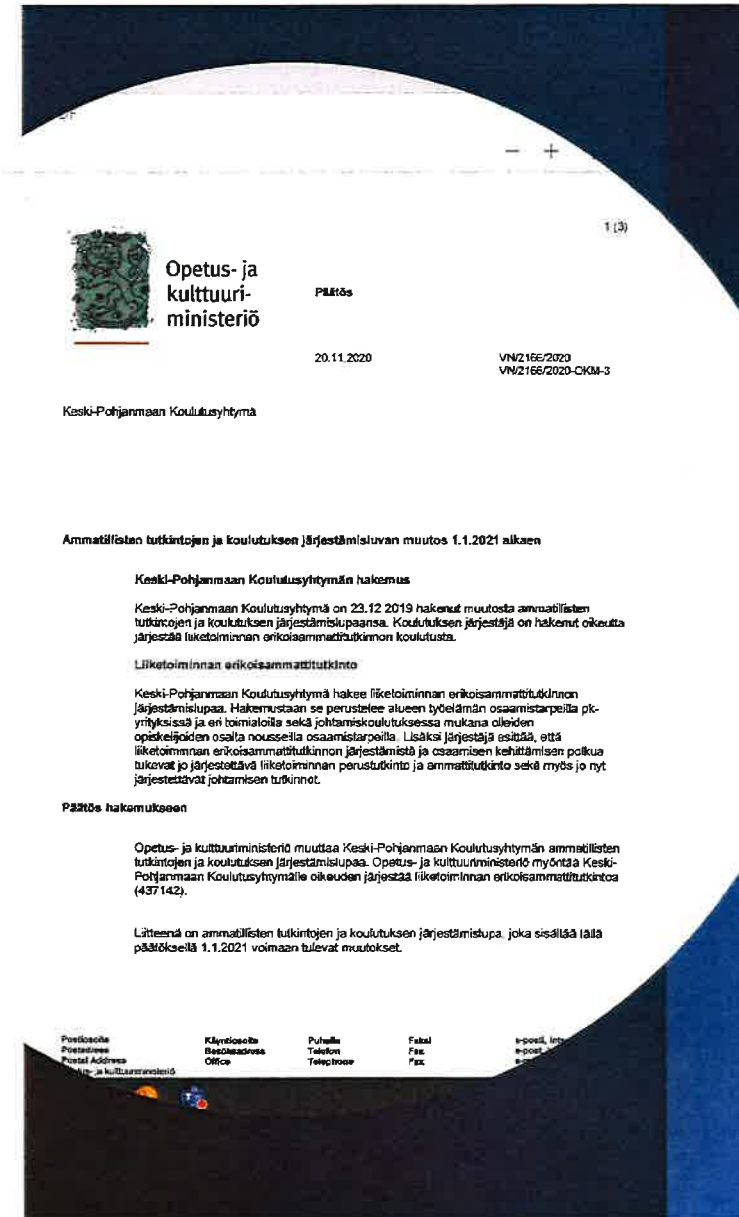 1 (3)
Opetus- ja
kulttuuri-
ministeriö
Päätös
20.11.2020
VN/2166/2020
VN/2166/2020-OKM-3
Keski-Pohjanmaan Koulutusyhtymä
Ammatillisten tutkintojen ja koulutuksen järjestämisluvan muutos 1.1.2021 alkaen
Keski-Pohjanmaan Koulutusyhtymän hakemus
Keski-Pohjanmaan Koulutusyhtymä on 23.12 2019 hakenut muutosta ammatillisten
tutkintojen ja koulutuksen järjestämislupaansa. Koulutuksen järjestäjä on hakenut oikeutta
järjestää liiketoiminnan erikoisammattitutkinnon koulutusta.
Liiketoiminnan erikoisammattitutkinto
Keski-Pohjanmaan Koulutusyhtymä hakee liiketoiminnan erikoisammattitutkinnon
järjestämislupaa. Hakemustaan se perustelee alueen työelämän osaamistarpeilla pk-
yrityksissä ja eri toimialoilla sekä johtamiskoulutuksessa mukana olleiden
opiskelijoiden osalta nousseilla osaamistarpeilla. Lisäksi järjestäjä esittää, että
liiketoiminnan erikoisammattitutkinnon järjestämistä ja osaamisen kehittämisen polkua
tukevat jo järjestettävä liiketoiminnan perustutkinto ja ammattitutkinto sekä myös jo nyt
järjestettävät johtamisen tutkinnot.
Päätös hakemukseen
Opetus- ja kulttuuriministeriö muuttaa Keski-Pohjanmaan Koulutusyhtymän ammatillisten
tutkintojen ja koulutuksen järjestämislupaa. Opetus- ja kulttuuriministeriö myöntää Keski-
Pohjanmaan Koulutusyhtymälle oikeuden järjestää liiketoiminnan erikoisammattitutkintoa
(437142).
Liitteenä on ammatillisten tutkintojen ja koulutuksen järjestämislupa, joka sisältää tällä
päätöksellä 1.1.2021 voimaan tulevat muutokset.
Postiosoite Käyntiosoite Puhelin Faksi e-posti,
Postadress Besöksadress Telefon Fax e-post,
Postal Address Office Telephone Fax
ja kulttuuriministeriö